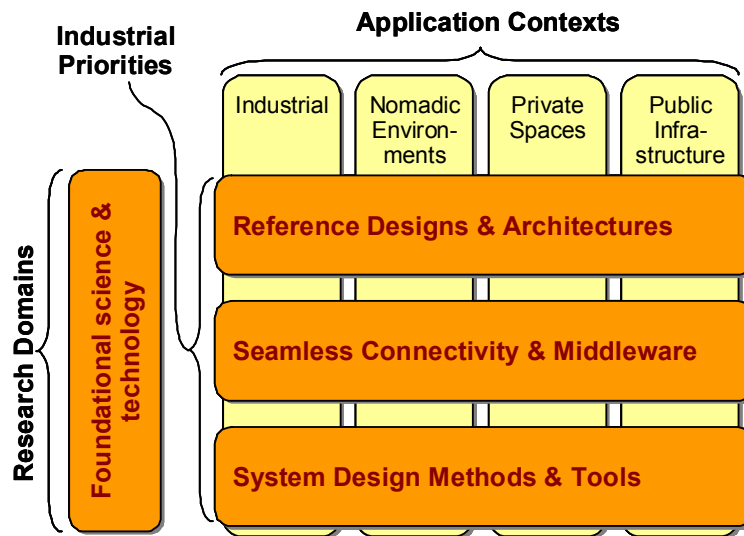 Industrial
Priorities
Application Contexts
Industrial
Nomadic
Environ-
ments
Private
Spaces
Public
Infra-
structure
Research Domains
Foundational science &
technology
Reference Designs & Architectures
Seamless Connectivity & Middleware
System Design Methods & Tools